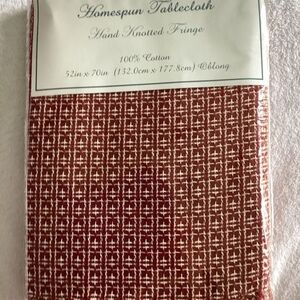 Homespun Tablecloth
Hand Knotted Fringe
100% Cotton
52in x 70in (132.0cm x 177.8cm) Oblong